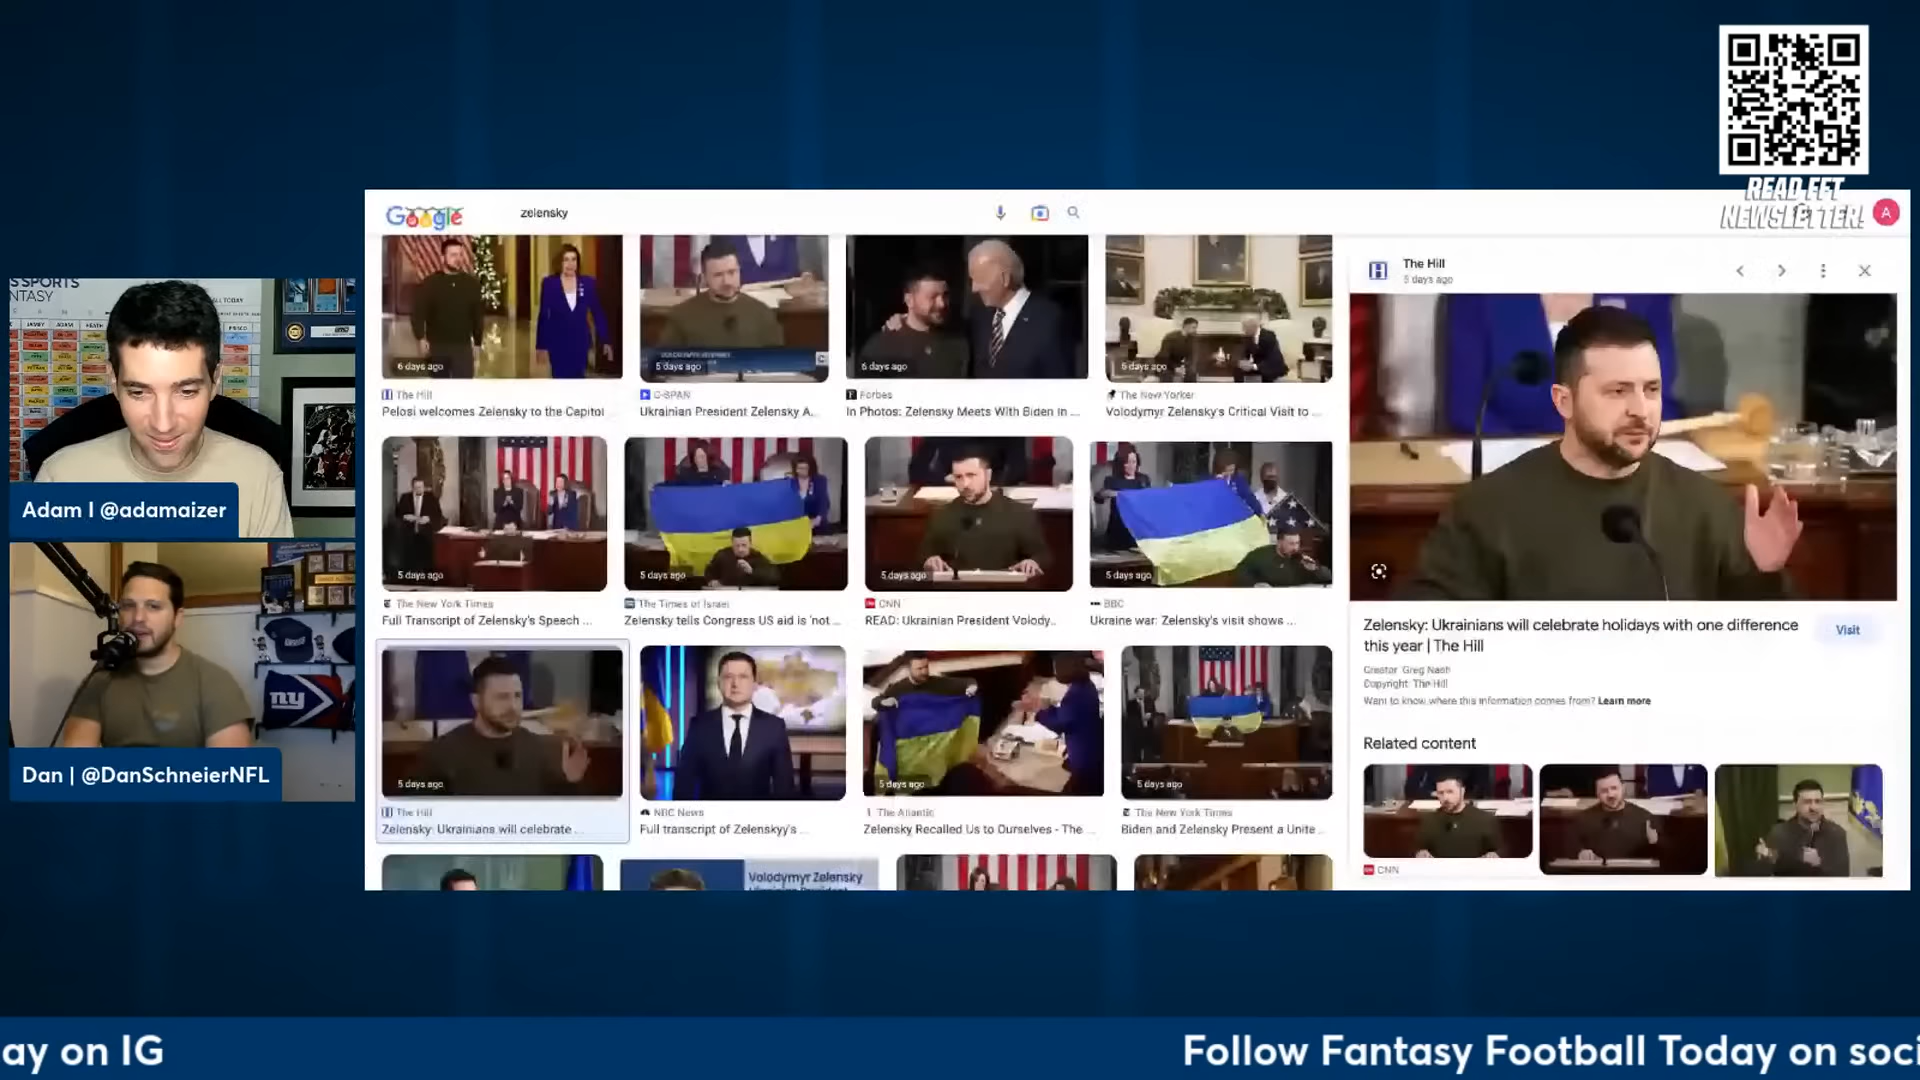 READ FFT
NEWSLETTER!
Google
zelensky
A
S SPORTS
NTASY
ALL TODAY
JAMEY ADAM HEATH
Adam | @adamaizer
ny
Dan | @DanSchneierNFL
6 days ago
The Hill
Pelosi welcomes Zelensky to the Capitol
5 days ago
C-SPAN
Ukrainian President Zelensky A...
6 days ago
Forbes
In Photos: Zelensky Meets With Biden In ...
5 days ago
The New Yorker
Volodymyr Zelensky's Critical Visit to ...
5 days ago
The New York Times
Full Transcript of Zelensky's Speech ...
5 days ago
The Times of Israel
Zelensky tells Congress US aid is 'not ...
5 days ago
CNN
READ: Ukrainian President Volody...
5 days ago
BBC
Ukraine war: Zelensky's visit shows ...
5 days ago
The Hill
Zelensky: Ukrainians will celebrate ...
NBC News
Full transcript of Zelenskyy's ...
5 days ago
The Atlantic
Zelensky Recalled Us to Ourselves - The ...
5 days ago
The New York Times
Biden and Zelensky Present a Unite...
Volodymyr Zelensky
The Hill
5 days ago
Zelensky: Ukrainians will celebrate holidays with one difference
this year | The Hill
Visit
Creator: Greg Nash
Copyright: The Hill
Want to know where this information comes from? Learn more
Related content
CNN
ay on IG
Follow Fantasy Football Today on soci